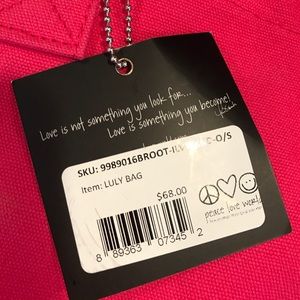 Love is not something you look for...
Love is something you become!
SKU: 9989016BROOT-
-O/S
Item: LULY BAG
$68.00
8 89363 07345 2
peace love world